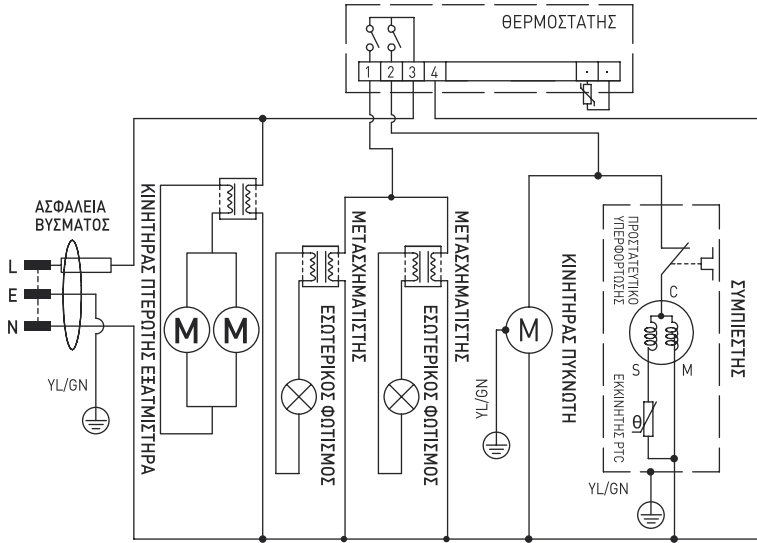 ΘΕΡΜΟΣΤΑΤΗΣ
1 2 3 4
ΑΣΦΑΛΕΙΑ
ΒΥΣΜΑΤΟΣ
L
E
N
YL/GN
ΚΙΝΗΤΗΡΑΣ ΠΤΕΡΩΤΗΣ ΕΞΑΤΜΙΣΤΗΡΑ
M M
ΜΕΤΑΣΧΗΜΑΤΙΣΤΗΣ
ΕΣΩΤΕΡΙΚΟΣ ΦΩΤΙΣΜΟΣ
ΜΕΤΑΣΧΗΜΑΤΙΣΤΗΣ
ΕΣΩΤΕΡΙΚΟΣ ΦΩΤΙΣΜΟΣ
YL/GN
M
ΚΙΝΗΤΗΡΑΣ ΠΥΚΝΩΤΗ
ΠΡΟΣΤΑΤΕΥΤΙΚΟ
ΥΠΕΡΦΟΡΤΩΣΗΣ
C
S M
ΕΚΚΙΝΗΤΗΣ PTC
θ
YL/GN
ΣΥΜΠΙΕΣΤΗΣ